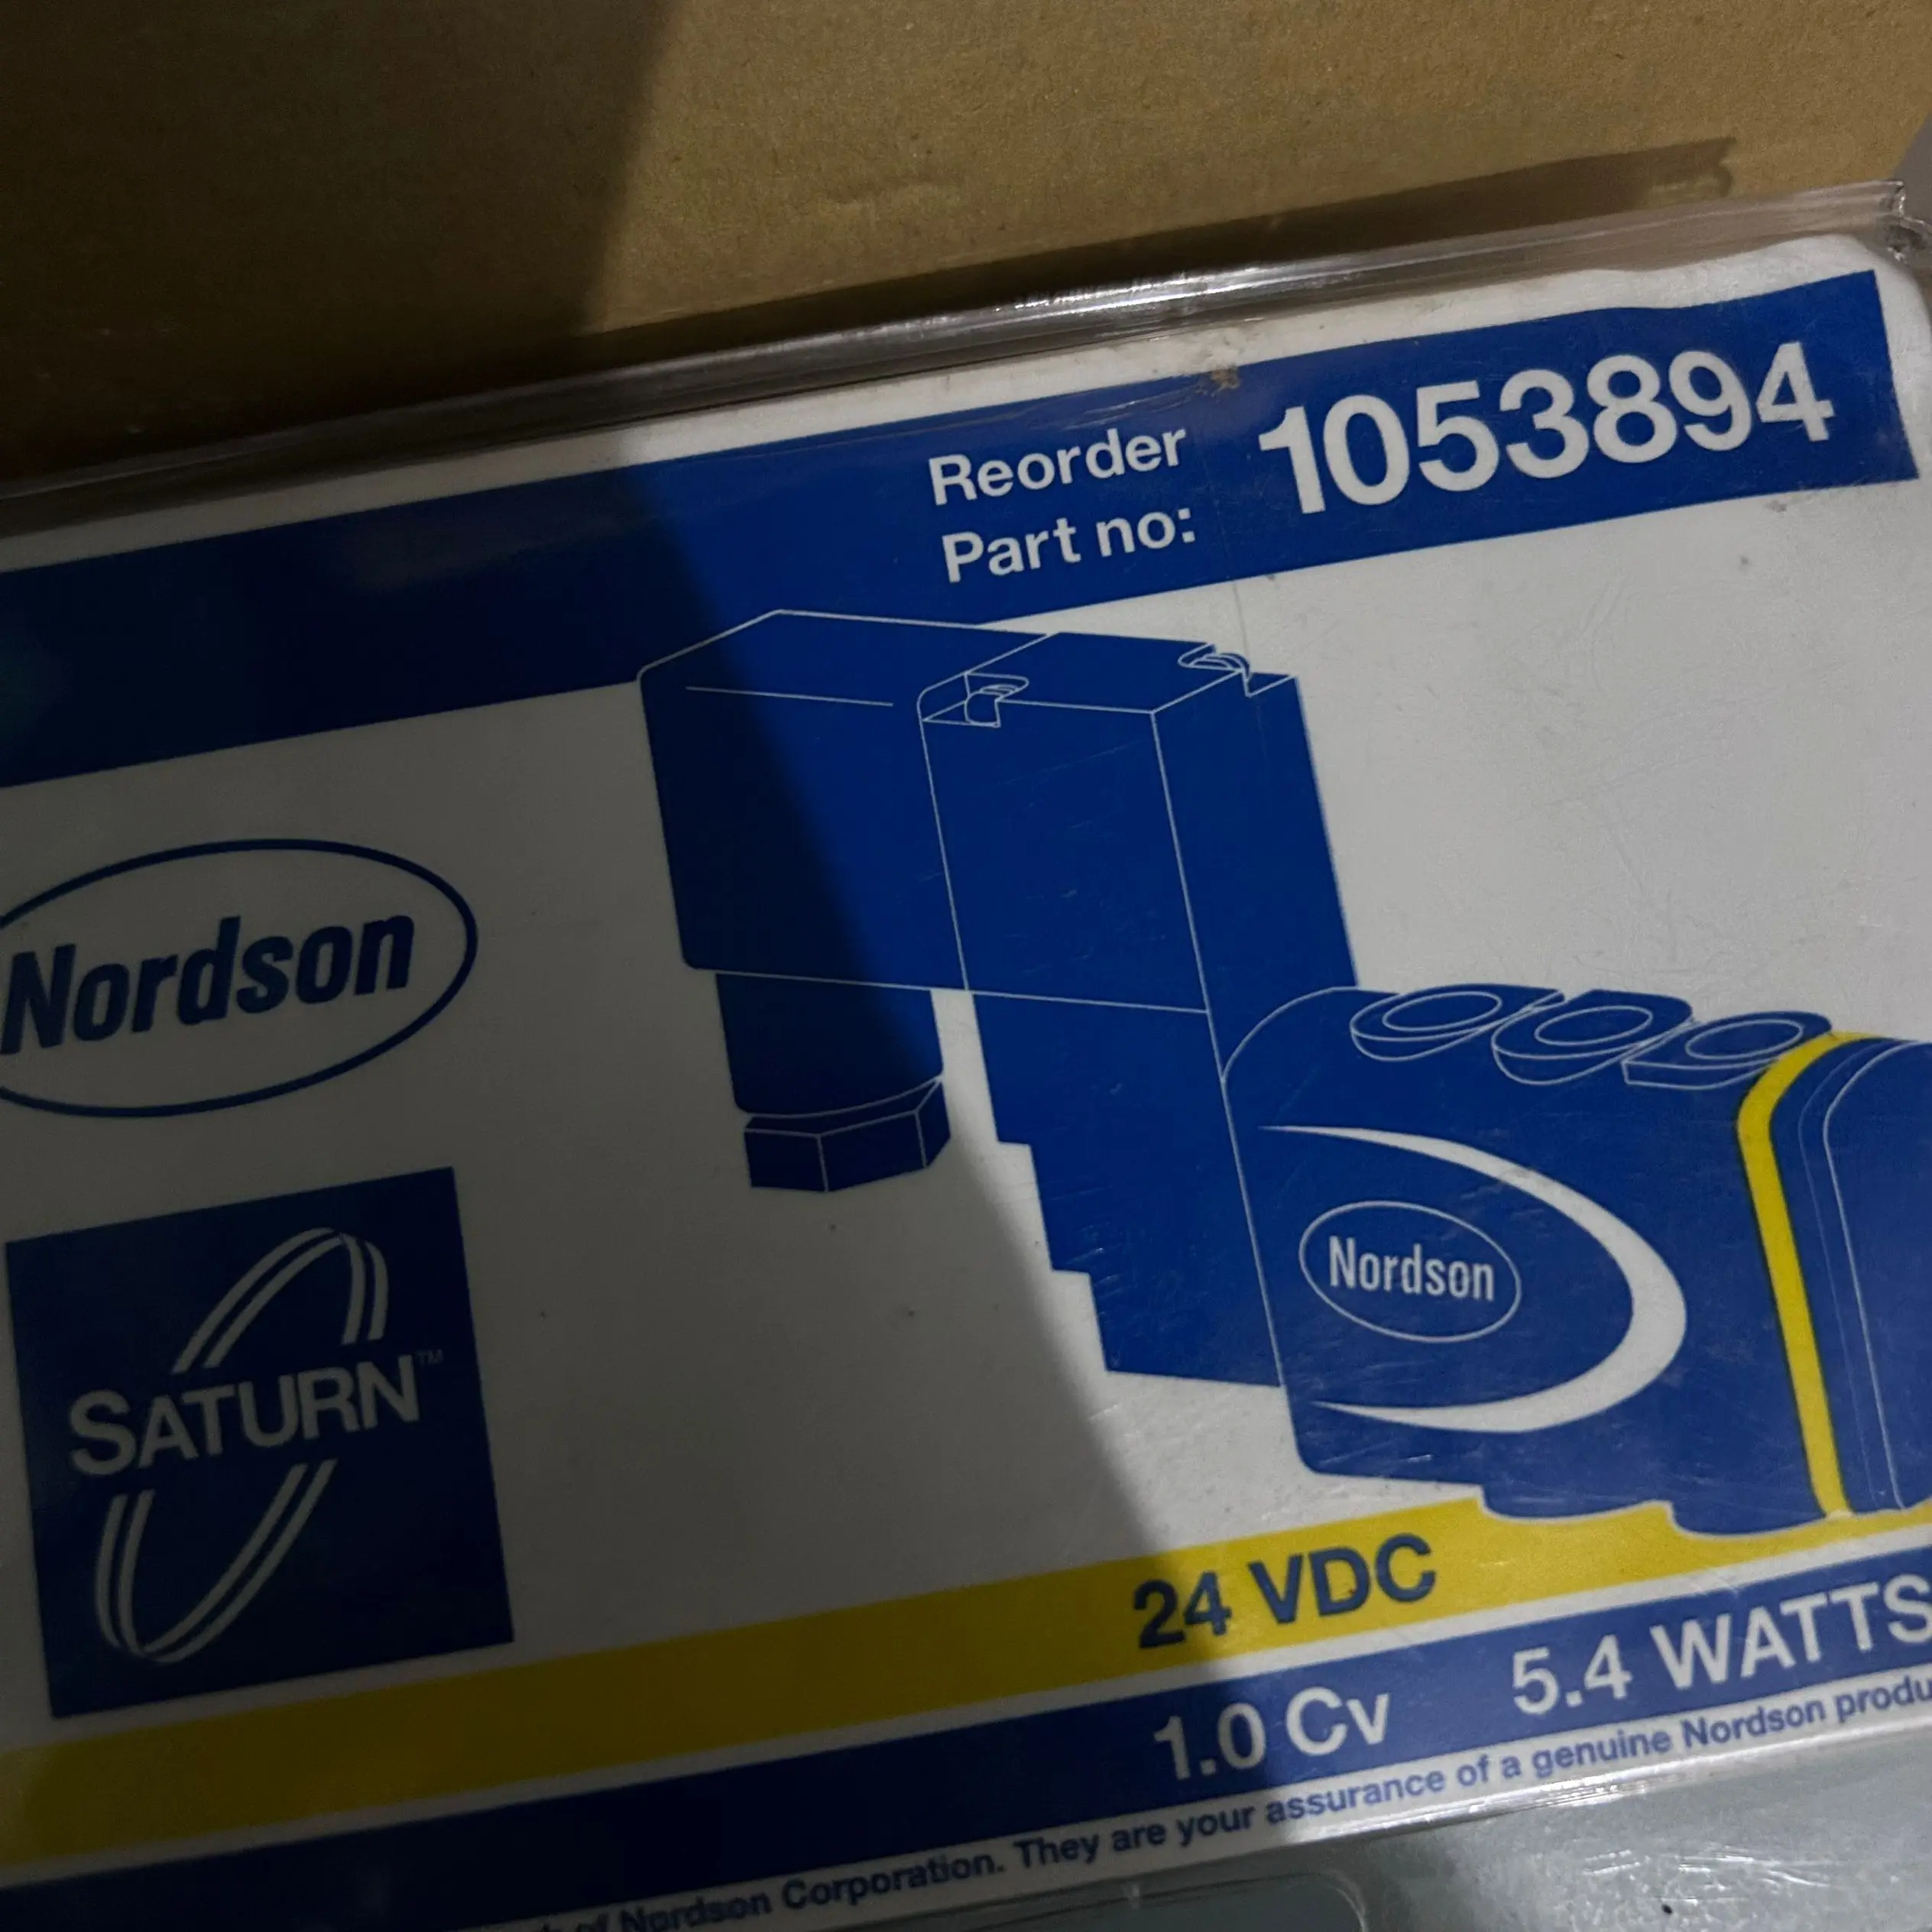 Reorder
Part no:
1053894
Nordson
Nordson
SATURN™
24 VDC
1.0 Cv 5.4 WATTS
of Nordson Corporation. They are your assurance of a genuine Nordson produ